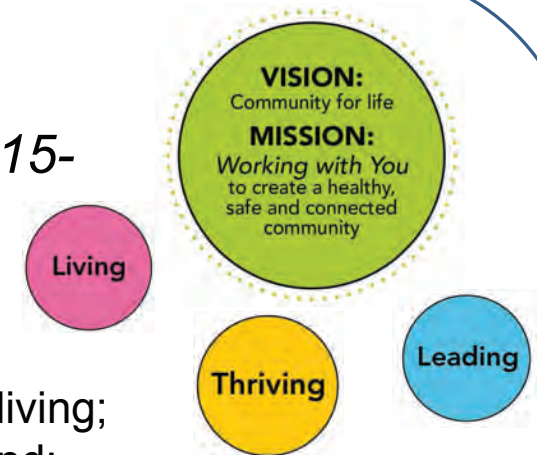 VISION:
Community for life
MISSION:
Working with You
to create a healthy,
safe and connected
community
15-
Living
Leading
Thriving
living;